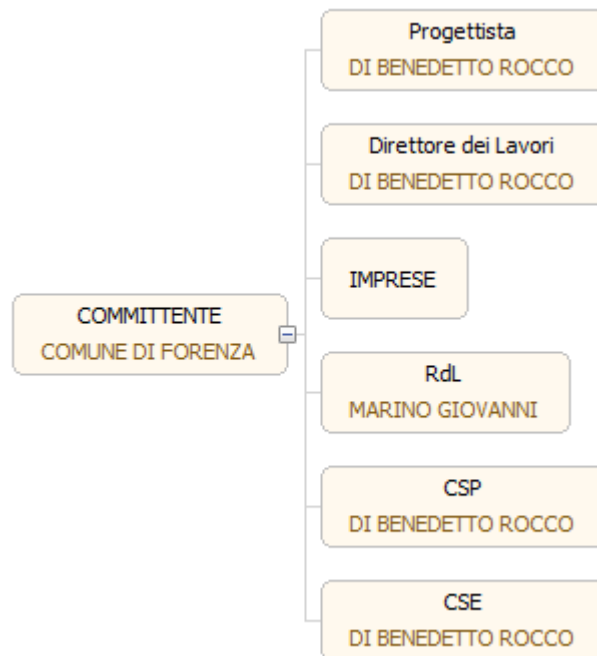 Progettista
DI BENEDETTO ROCCO
Direttore dei Lavori
DI BENEDETTO ROCCO
IMPRESE
COMMITTENTE
COMUNE DI FORENZA
RdL
MARINO GIOVANNI
CSP
DI BENEDETTO ROCCO
CSE
DI BENEDETTO ROCCO